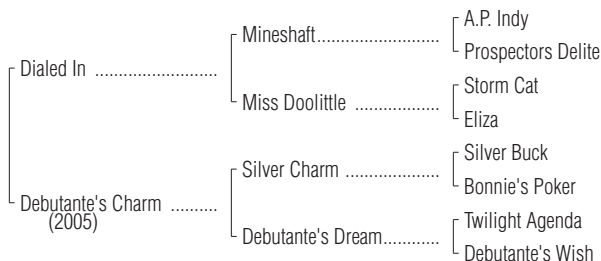 A.P. Indy
Mineshaft..................
Prospectors Delite
Dialed In ..........................
Storm Cat
Miss Doolittle ..................
Eliza
Silver Buck
Silver Charm ....................
Bonnie's Poker
Debutante's Charm ..........
(2005)
Twilight Agenda
Debutante's Dream............
Debutante's Wish